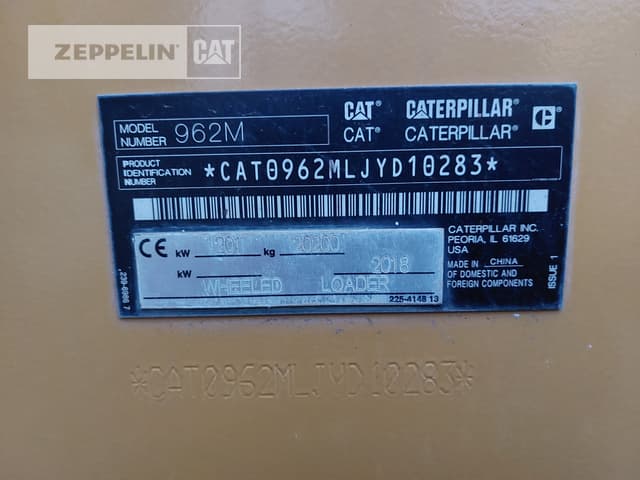 ZEPPELIN CAT
CAT® CATERPILLAR® C
CAT® CATERPILLAR®
MODEL NUMBER 962M
PRODUCT IDENTIFICATION NUMBER *CAT0962MLJYD10283*
CE kW kg
kW 2018
WHEELED LOADER
225-4148 13
CATERPILLAR INC.
PEORIA, IL 61629
USA
MADE IN CHINA
OF DOMESTIC AND
FOREIGN COMPONENTS
ISSUE 1
*CAT0962MLJYD10283*